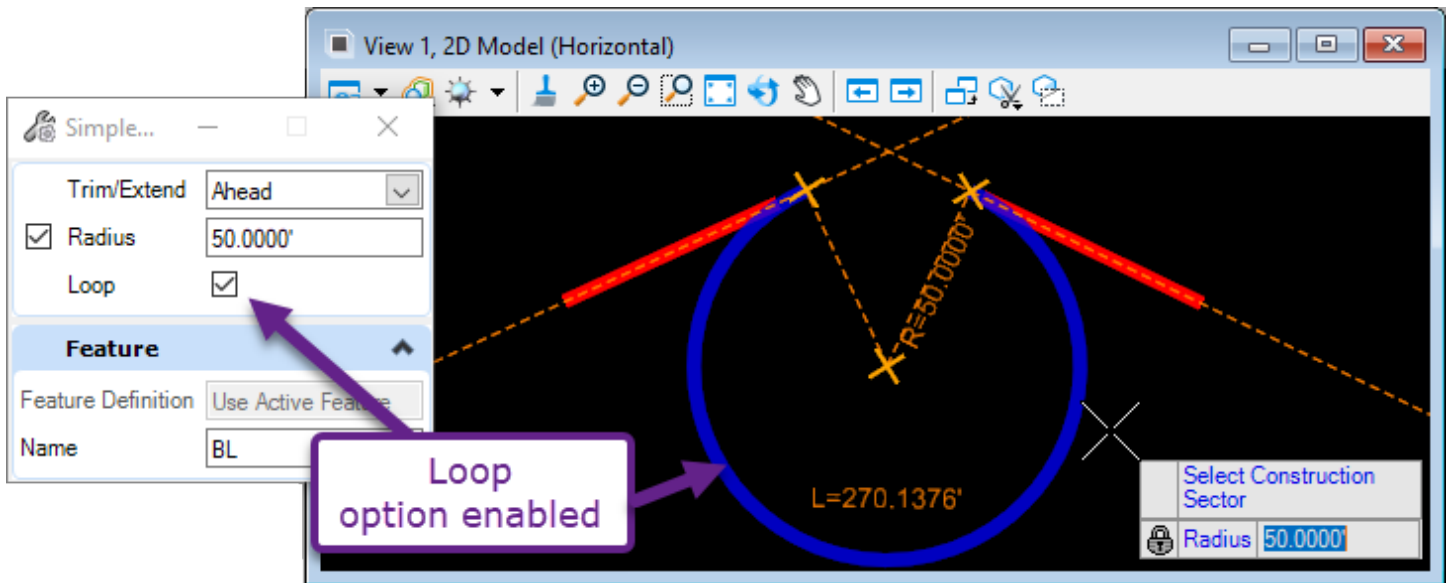 View 1, 2D Model (Horizontal)
Simple...
Trim/Extend Ahead
Radius 50.0000'
Loop
Feature
Feature Definition Use Active Feature
Name BL
R=50.0000'
L=270.1376'
Loop
option enabled
Select Construction
Sector
Radius 50.0000'